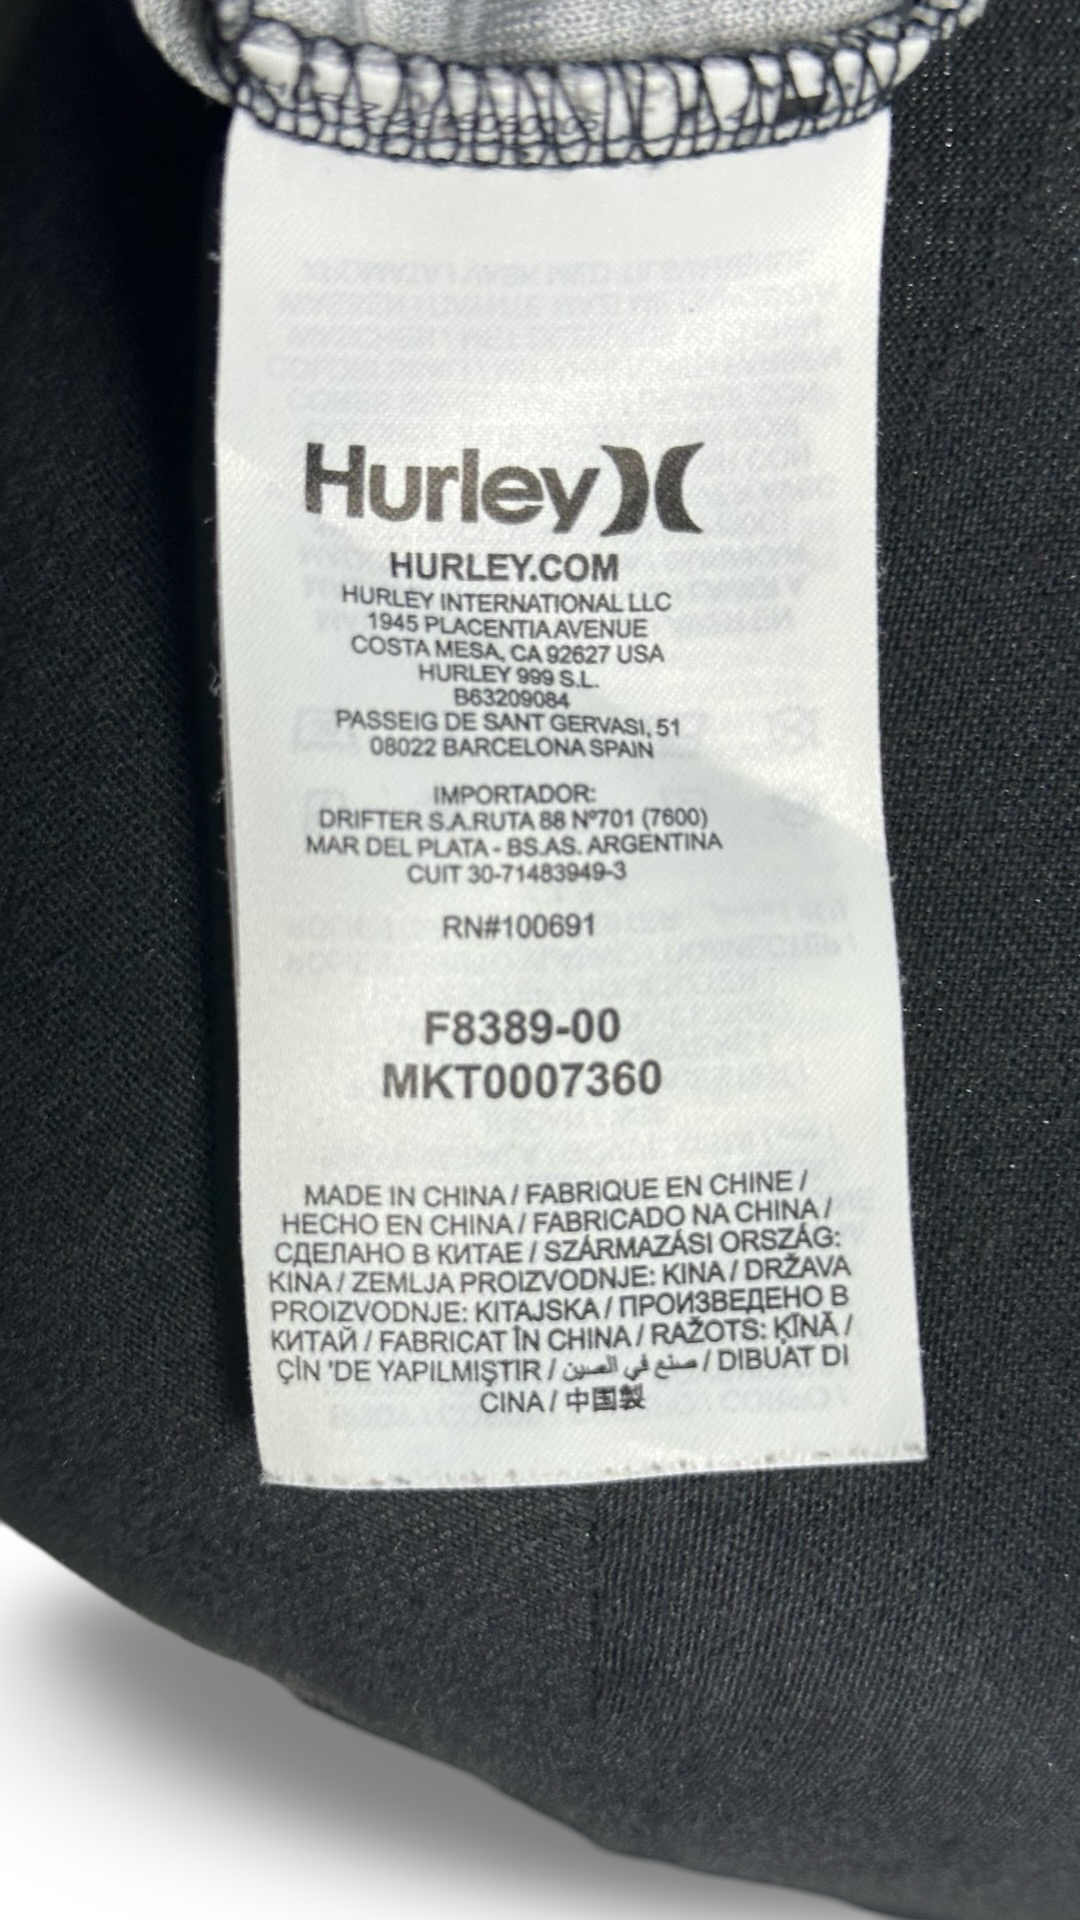 Hurley
HURLEY.COM
HURLEY INTERNATIONAL LLC
1945 PLACENTIA AVENUE
COSTA MESA, CA 92627 USA
HURLEY 999 S.L.
B63209084
PASSEIG DE SANT GERVASI, 51
08022 BARCELONA SPAIN
IMPORTADOR:
DRIFTER S.A.RUTA 88 Nº701 (7600)
MAR DEL PLATA - BS.AS. ARGENTINA
CUIT 30-71483949-3
RN#100691
F8389-00
MKT0007360
MADE IN CHINA / FABRIQUE EN CHINE /
HECHO EN CHINA / FABRICADO NA CHINA /
СДЕЛАНО В КИТАЕ / SZÁRMAZÁSI ORSZÁG:
KINA / ZEMLJA PROIZVODNJE: KINA / DRŽAVA
PROIZVODNJE: KITAJSKA / ПРОИЗВЕДЕНО В
КИТАЙ / FABRICAT ÎN CHINA / RAŽOTS: ĶĪNĀ /
ÇİN 'DE YAPILMIŞTIR / صنع في الصين / DIBUAT DI
CINA / 中国製